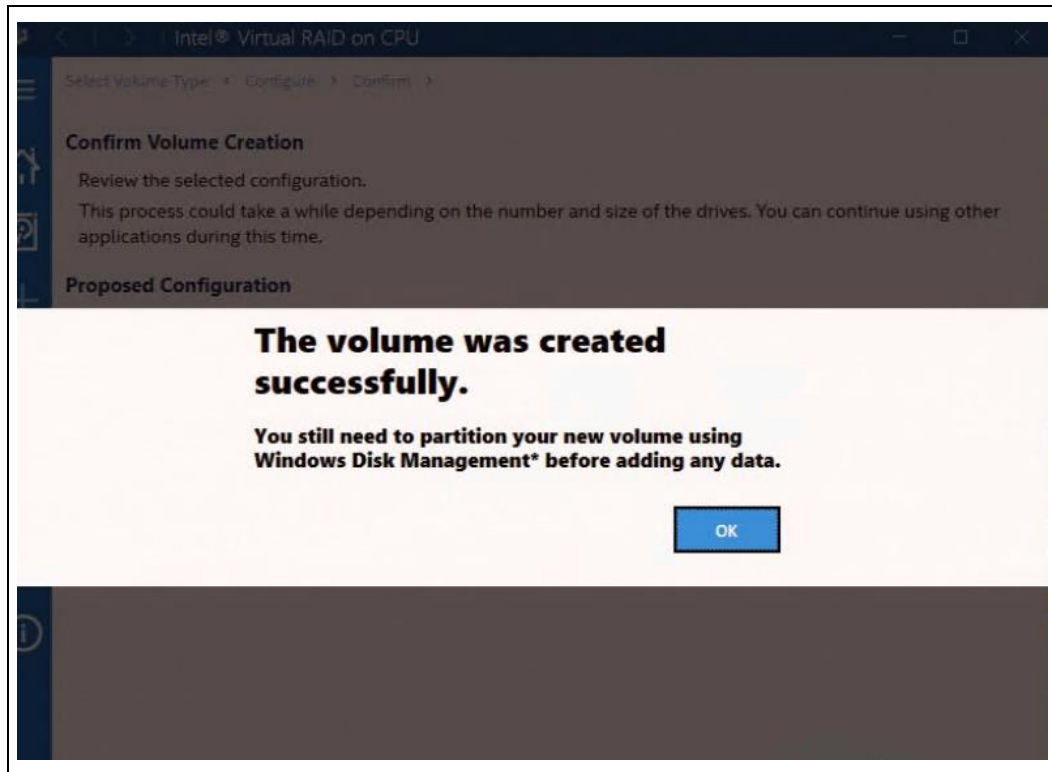 Intel® Virtual RAID on CPU
Select Volume Type Configure Confirm
Confirm Volume Creation
Review the selected configuration.
This process could take a while depending on the number and size of the drives. You can continue using other
applications during this time.
Proposed Configuration
The volume was created
successfully.
You still need to partition your new volume using
Windows Disk Management* before adding any data.
OK